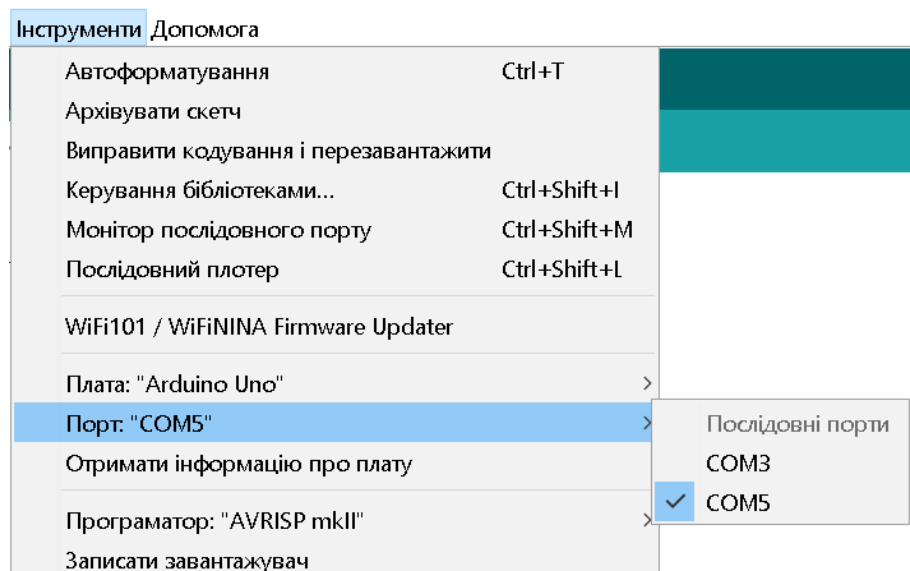 Інструменти Допомога
Автоформатування Ctrl+T
Архівувати скетч
Виправити кодування і перезавантажити
Керування бібліотеками... Ctrl+Shift+I
Монітор послідовного порту Ctrl+Shift+M
Послідовний плотер Ctrl+Shift+L
WiFi101 / WiFiNINA Firmware Updater
Плата: "Arduino Uno"
Порт: "COM5"
Послідовні порти
Отримати інформацію про плату
COM3
COM5
Програматор: "AVRISP mkII"
Записати завантажувач